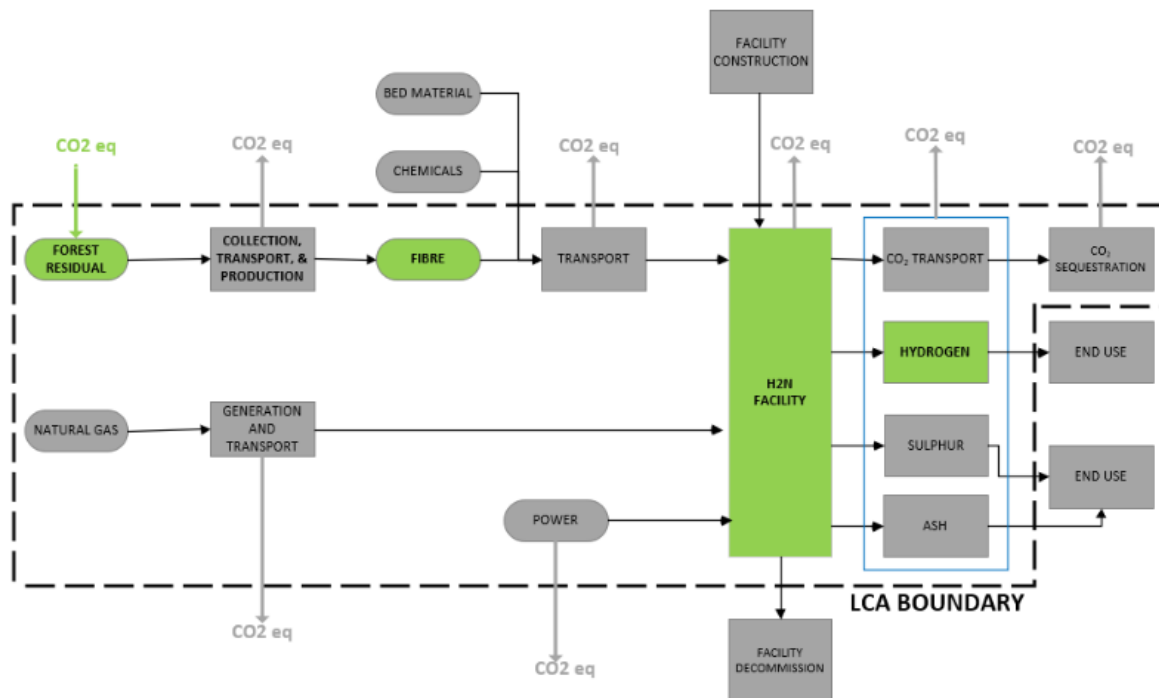 FACILITY
CONSTRUCTION
BED MATERIAL
CO2 eq
CO2 eq
CO2 eq
CO2 eq
CO2 eq
CO2 eq
CHEMICALS
FOREST
RESIDUAL
COLLECTION,
TRANSPORT, &
PRODUCTION
FIBRE
TRANSPORT
CO₂ TRANSPORT
CO₂
SEQUESTRATION
HYDROGEN
END USE
H2N
FACILITY
NATURAL GAS
GENERATION
AND
TRANSPORT
SULPHUR
END USE
POWER
ASH
LCA BOUNDARY
CO2 eq
CO2 eq
FACILITY
DECOMMISSION